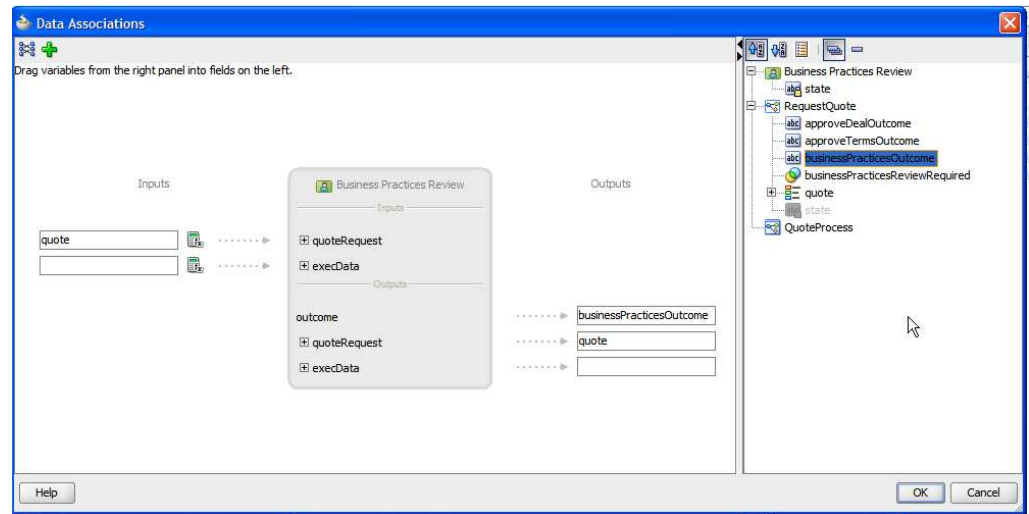 Data Associations
Drag variables from the right panel into fields on the left.
Inputs
Business Practices Review
Outputs
Inputs
quote
quoteRequest
execData
Outputs
outcome
businessPracticesOutcome
quoteRequest
quote
execData
Business Practices Review
state
RequestQuote
approveDealOutcome
approveTermsOutcome
businessPracticesOutcome
businessPracticesReviewRequired
quote
state
QuoteProcess
Help
OK
Cancel